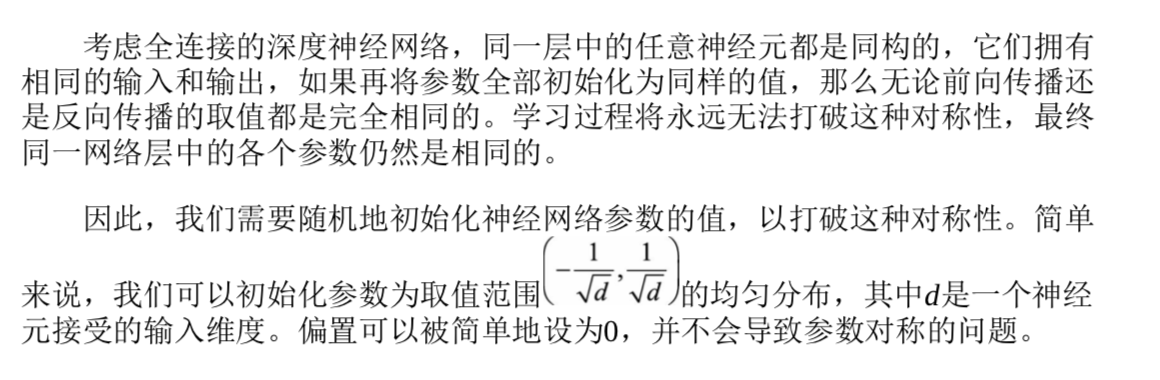 考虑全连接的深度神经网络，同一层中的任意神经元都是同构的，它们拥有
相同的输入和输出，如果再将参数全部初始化为同样的值，那么无论前向传播还
是反向传播的取值都是完全相同的。学习过程将永远无法打破这种对称性，最终
同一网络层中的各个参数仍然是相同的。
因此，我们需要随机地初始化神经网络参数的值，以打破这种对称性。简单
来说，我们可以初始化参数为取值范围(-1/√d, 1/√d)的均匀分布，其中d是一个神经
元接受的输入维度。偏置可以被简单地设为0，并不会导致参数对称的问题。